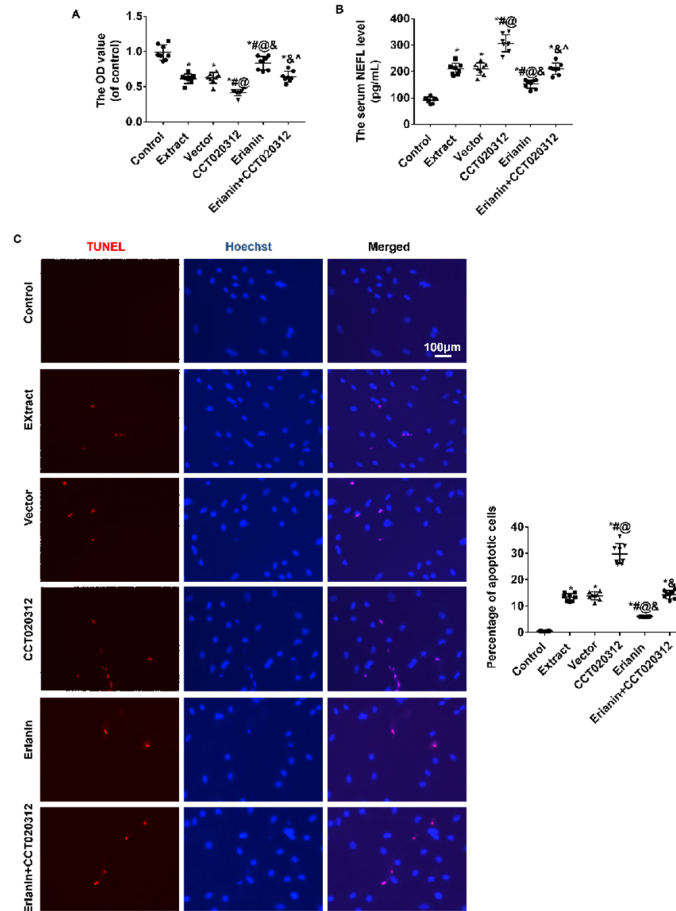 A
The OD value
(of control)
1.5
1.0
0.5
0.0
*
*
*#@
*#@&
*&^
Control
Extract
Vector
CCT020312
Erianin
Erianin+CCT020312
B
The serum NEFL level
(pg/mL)
400
300
200
100
0
*
*
*#@
*#@&
*&^
Control
Extract
Vector
CCT020312
Erianin
Erianin+CCT020312
C
TUNEL
Hoechst
Merged
Control
100μm
EXtract
Vector
CCT020312
Erianin
Erianin+CCT020312
Percentage of apoptotic cells
40
30
20
10
0
*
*
*#@
*#@&
*&
Control
Extract
Vector
CCT020312
Erianin
Erianin+CCT020312